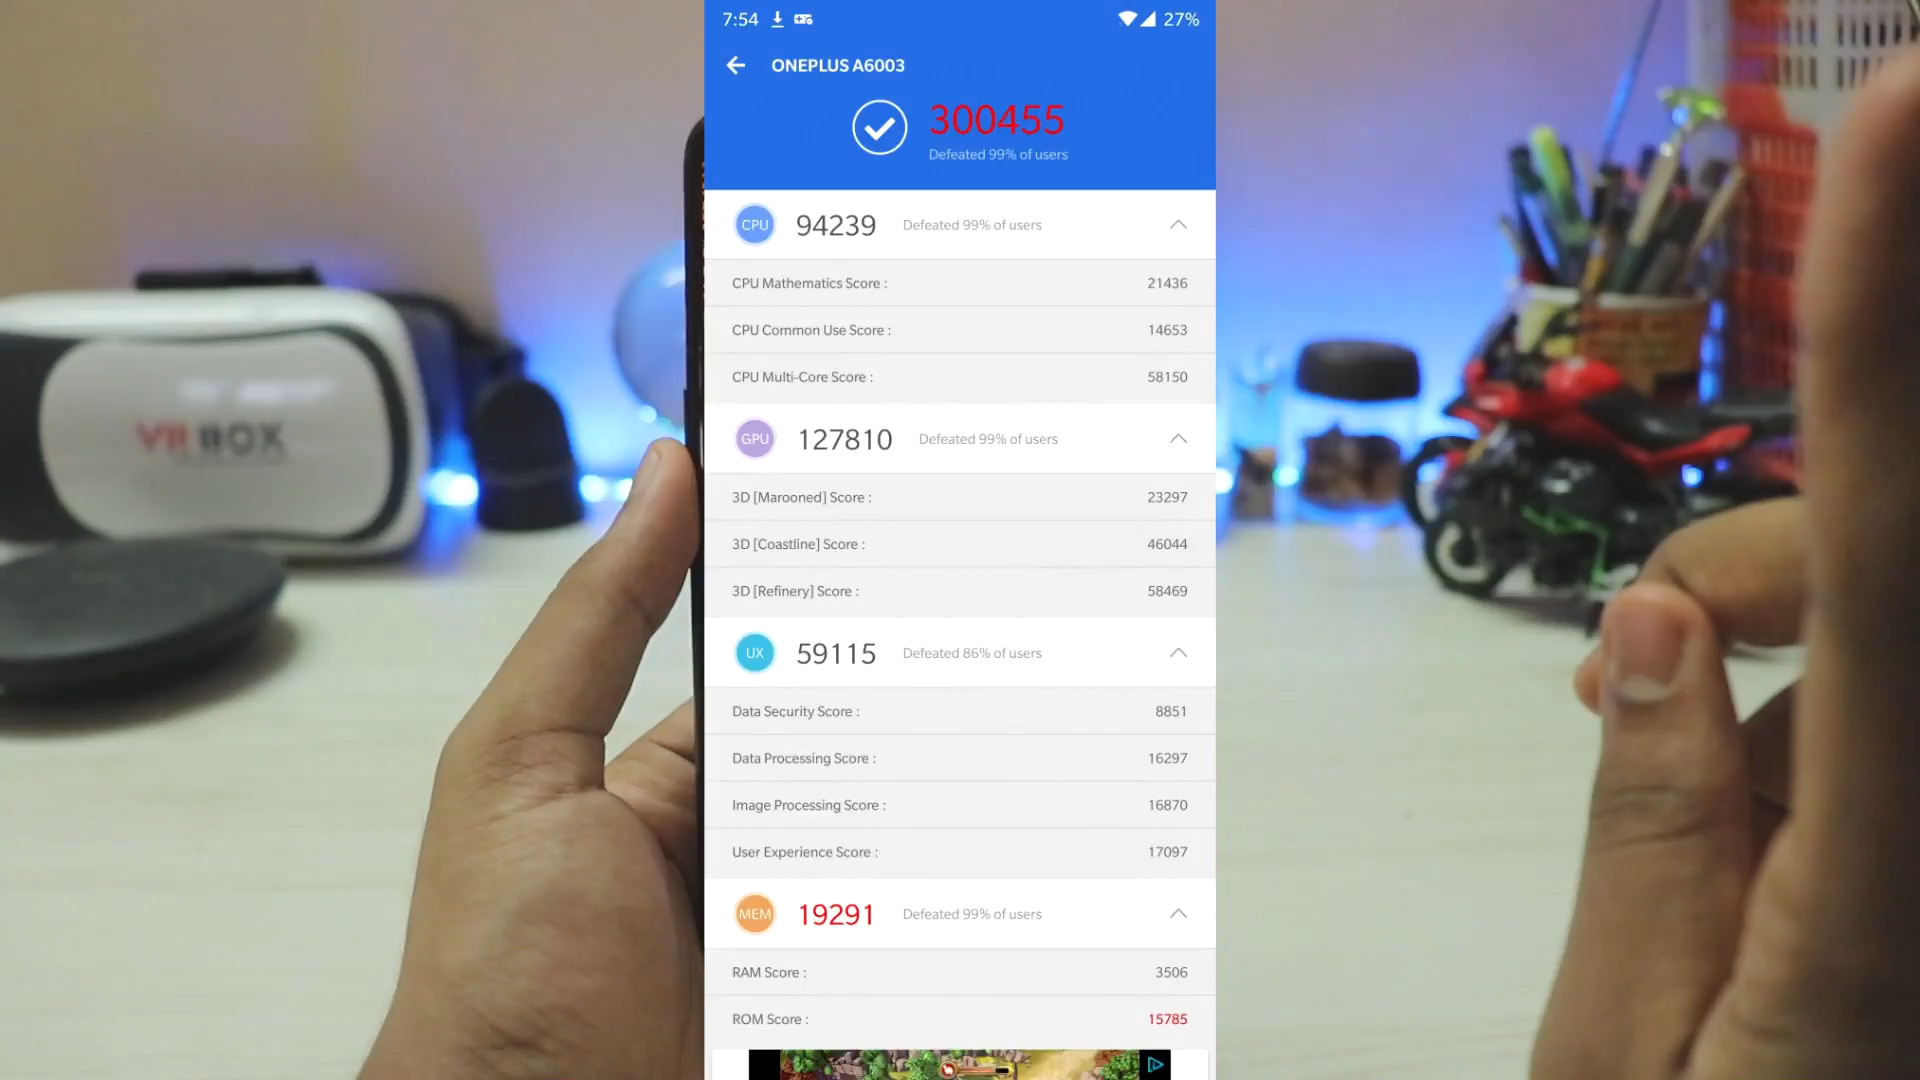 7:54 27%
ONEPLUS A6003
300455
Defeated 99% of users
CPU 94239 Defeated 99% of users
CPU Mathematics Score : 21436
CPU Common Use Score : 14653
CPU Multi-Core Score : 58150
GPU 127810 Defeated 99% of users
3D [Marooned] Score : 23297
3D [Coastline] Score : 46044
3D [Refinery] Score : 58469
UX 59115 Defeated 86% of users
Data Security Score : 8851
Data Processing Score : 16297
Image Processing Score : 16870
User Experience Score : 17097
MEM 19291 Defeated 99% of users
RAM Score : 3506
ROM Score : 15785
VR BOX